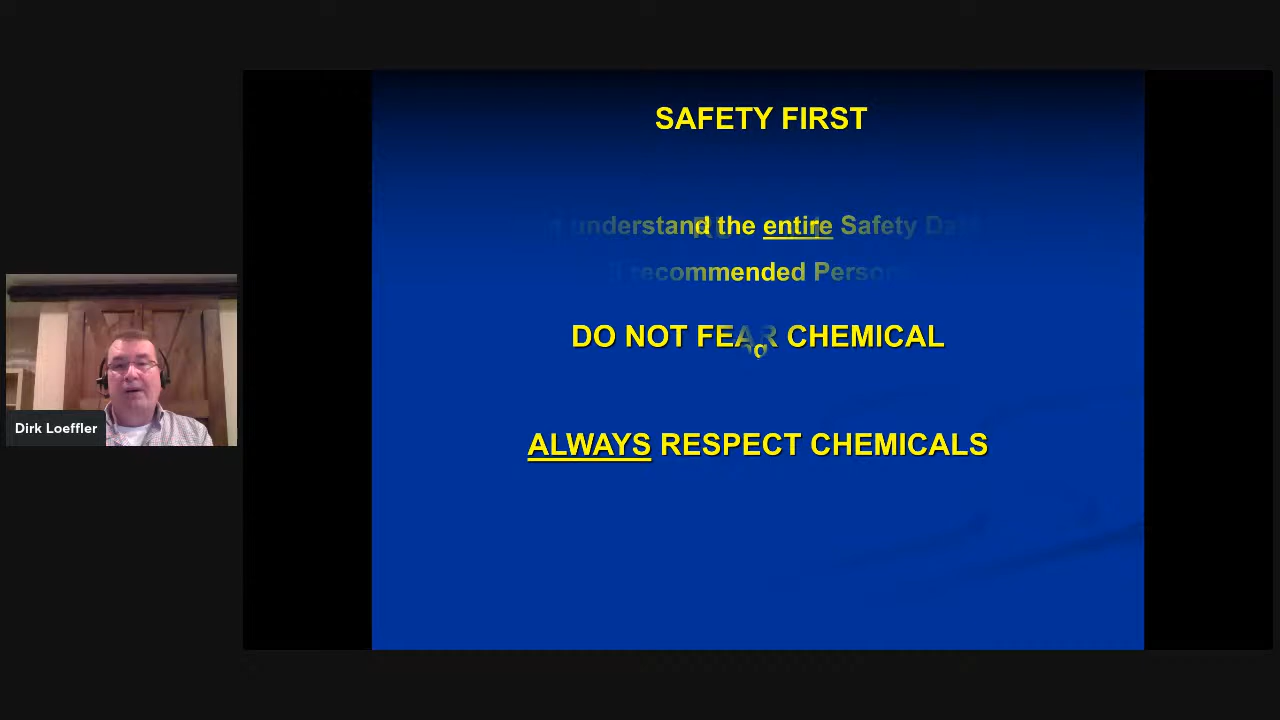 SAFETY FIRST
understand the entire Safety
recommended
DO NOT FEAR CHEMICAL
ALWAYS RESPECT CHEMICALS
Dirk Loeffler